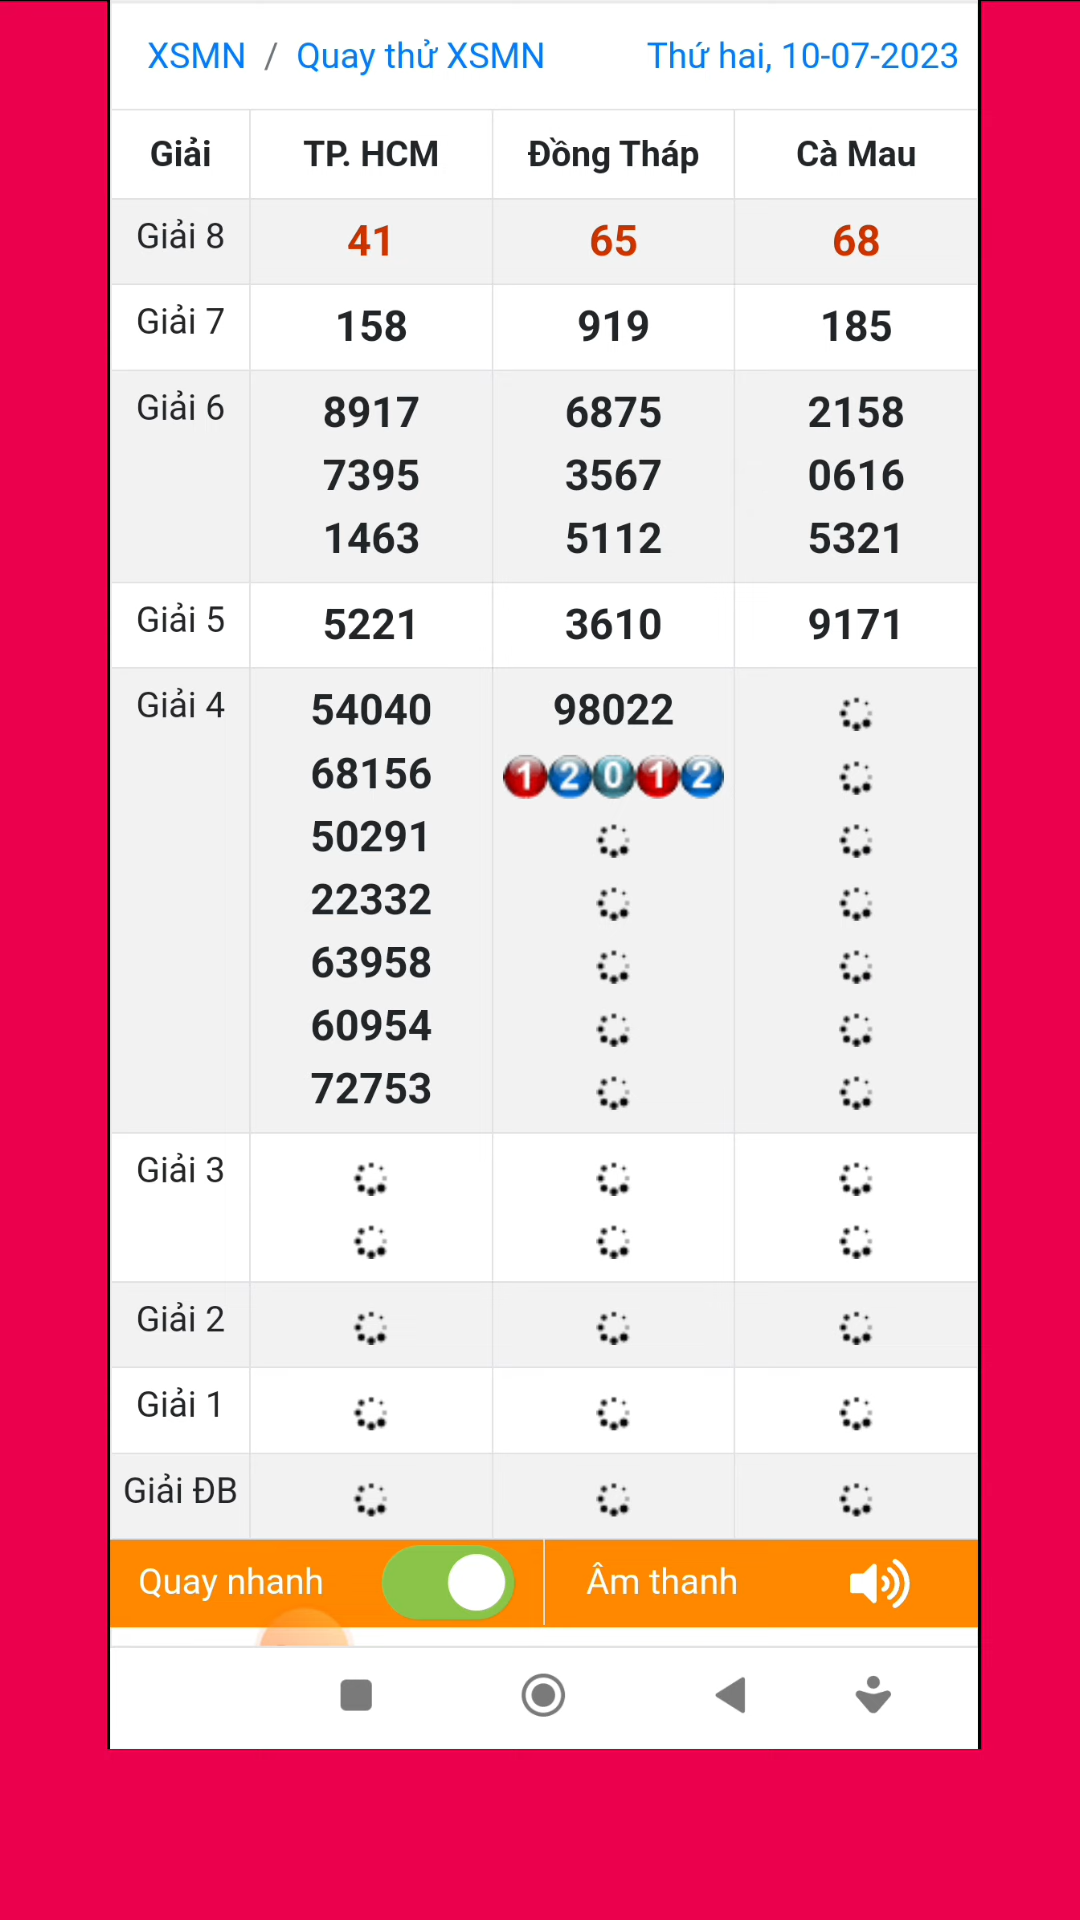 XSMN / Quay thử XSMN Thứ hai, 10-07-2023
Giải TP. HCM Đồng Tháp Cà Mau
Giải 8 41 65 68
Giải 7 158 919 185
Giải 6 8917 6875 2158
7395 3567 0616
1463 5112 5321
Giải 5 5221 3610 9171
Giải 4 54040 98022
68156 12012
50291
22332
63958
60954
72753
Giải 3
Giải 2
Giải 1
Giải ĐB
Quay nhanh Âm thanh